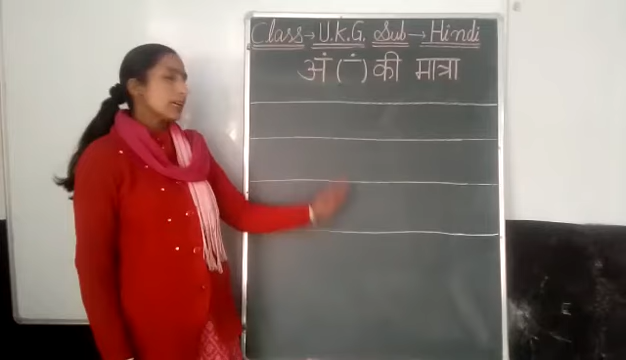 Class→U.K.G. Sub→Hindi
अं (ं) की मात्रा